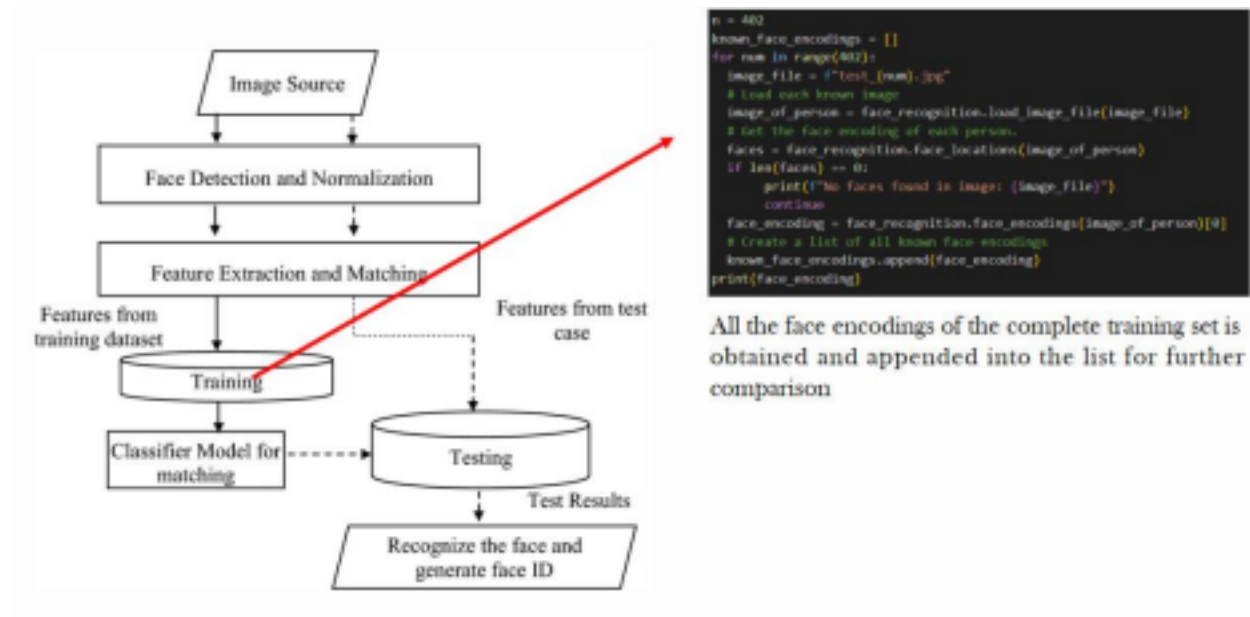 Image Source
Face Detection and Normalization
Feature Extraction and Matching
Features from
training dataset
Features from test
case
Training
Classifier Model for
matching
Testing
Test Results
Recognize the face and
generate face ID
n = 402
known_face_encodings = []
for num in range(402):
image_file = f"test_{num}.jpg"
# Load each known image
image_of_person = face_recognition.load_image_file(image_file)
# Get the face encoding of each person.
faces = face_recognition.face_locations(image_of_person)
if len(faces) == 0:
print(f"No faces found in image: {image_file}")
continue
face_encoding = face_recognition.face_encodings(image_of_person)[0]
# Create a list of all known face encodings
known_face_encodings.append(face_encoding)
print(face_encoding)
All the face encodings of the complete training set is
obtained and appended into the list for further
comparison